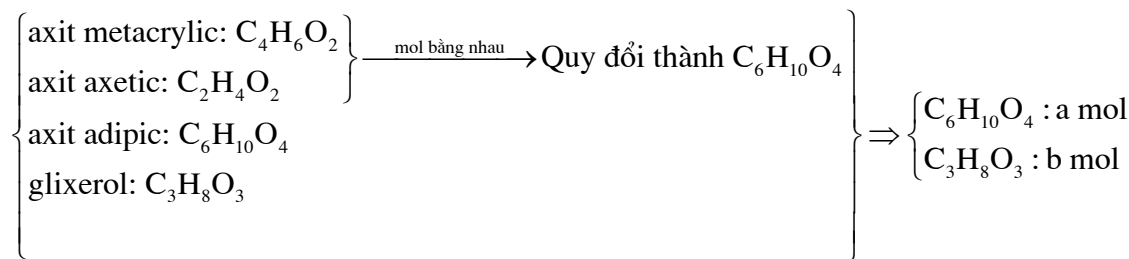 axit metacrylic: C₄H₆O₂
axit axetic: C₂H₄O₂
mol bằng nhau
Quy đổi thành C₆H₁₀O₄
axit adipic: C₆H₁₀O₄
glixerol: C₃H₈O₃
⇒
C₆H₁₀O₄ : a mol
C₃H₈O₃ : b mol